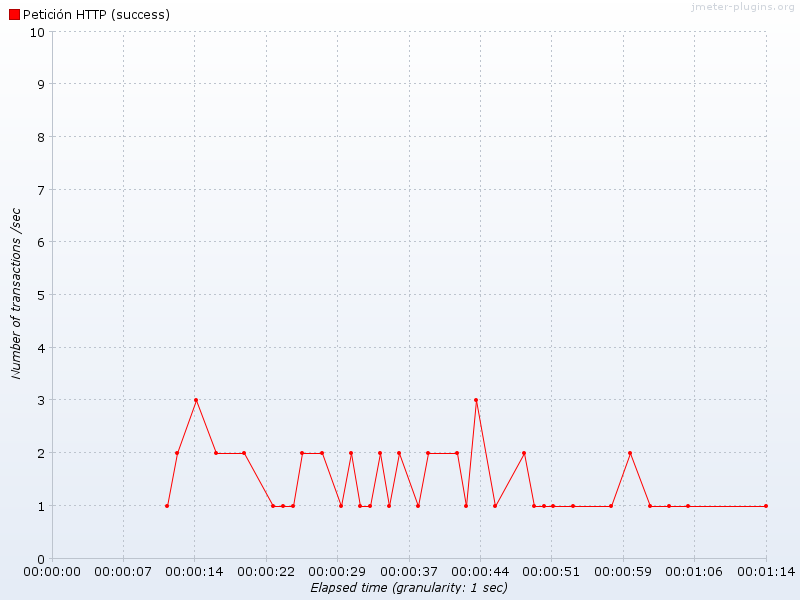 jmeter-plugins.org
Petición HTTP (success)
10
9
8
7
6
5
4
3
2
1
0
Number of transactions /sec
00:00:00 00:00:07 00:00:14 00:00:22 00:00:29 00:00:37 00:00:44 00:00:51 00:00:59 00:01:06 00:01:14
Elapsed time (granularity: 1 sec)